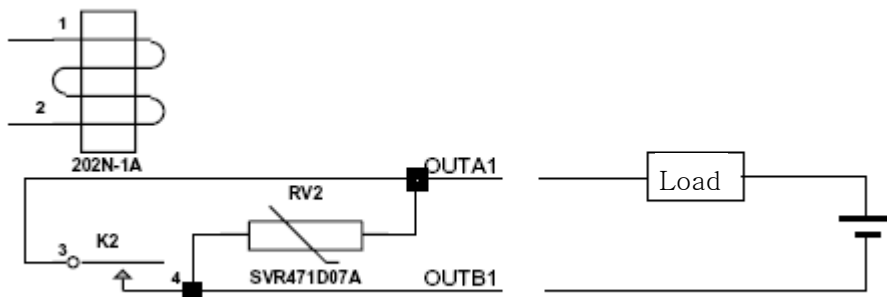 1
2
202N-1A
OUTA1
Load
RV2
K2
3
4
SVR471D07A
OUTB1